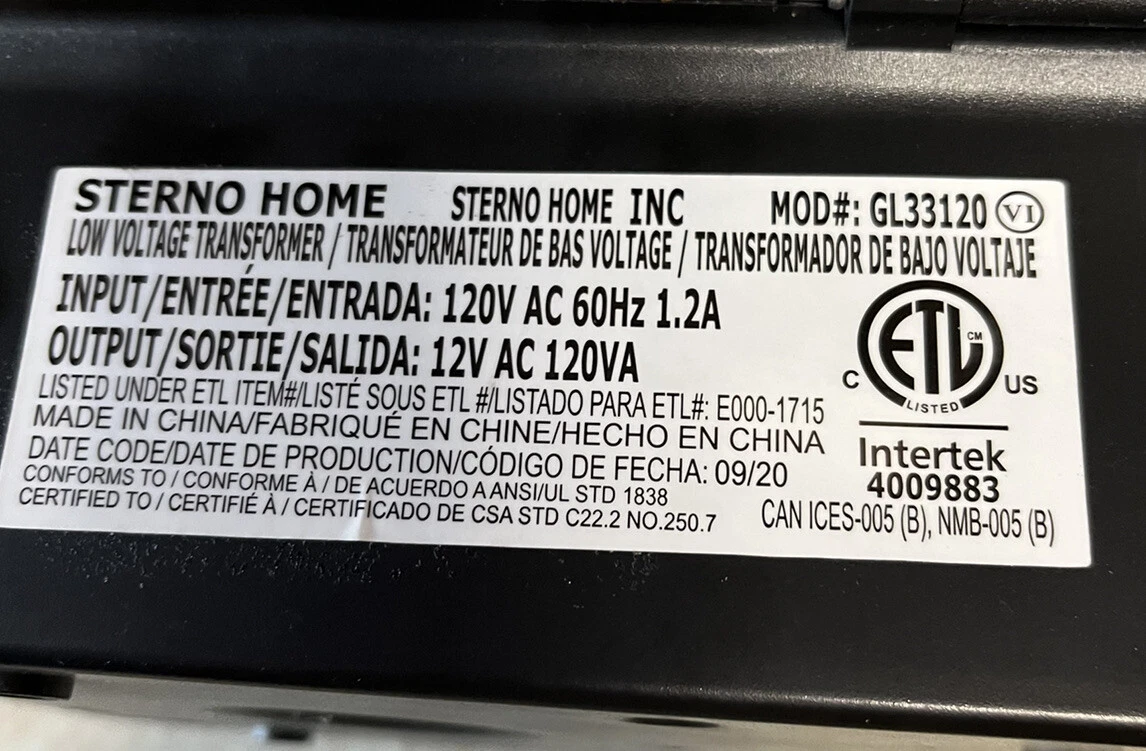 STERNO HOME STERNO HOME INC MOD#: GL33120 VI
LOW VOLTAGE TRANSFORMER / TRANSFORMATEUR DE BAS VOLTAGE / TRANSFORMADOR DE BAJO VOLTAJE
INPUT/ENTRÉE/ENTRADA: 120V AC 60Hz 1.2A
OUTPUT/SORTIE/SALIDA: 12V AC 120VA
LISTED UNDER ETL ITEM#/LISTÉ SOUS ETL #/LISTADO PARA ETL#: E000-1715
MADE IN CHINA/FABRIQUÉ EN CHINE/HECHO EN CHINA
DATE CODE/DATE DE PRODUCTION/CÓDIGO DE FECHA: 09/20
CONFORMS TO / CONFORME À / DE ACUERDO A ANSI/UL STD 1838
CERTIFIED TO / CERTIFIÉ À / CERTIFICADO DE CSA STD C22.2 NO.250.7
ETL CM
C US
LISTED
Intertek
4009883
CAN ICES-005 (B), NMB-005 (B)